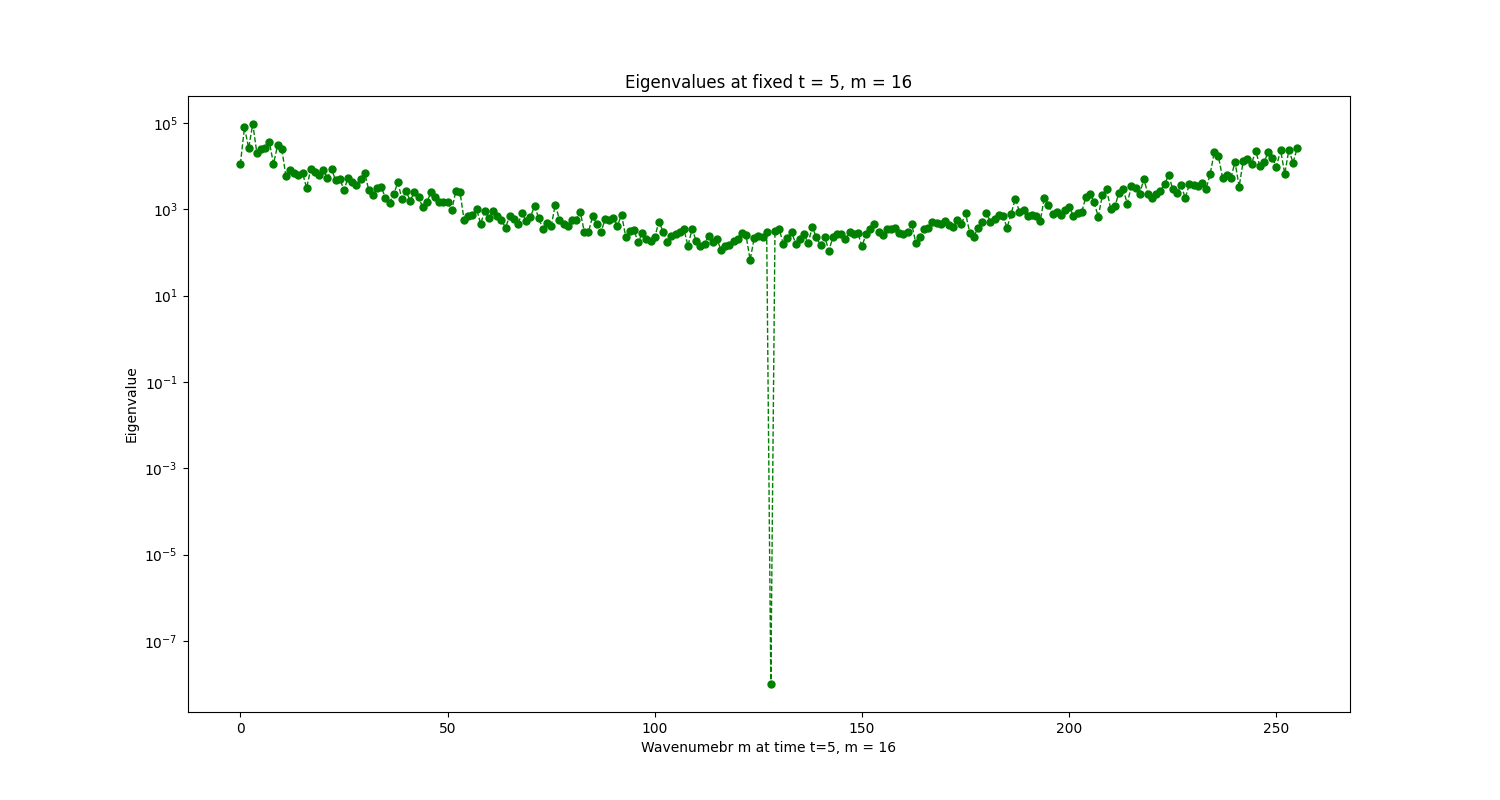 Eigenvalues at fixed t = 5, m = 16
10^5
10^3
10^1
10^-1
10^-3
10^-5
10^-7
Eigenvalue
0 50 100 150 200 250
Wavenumebr m at time t=5, m = 16